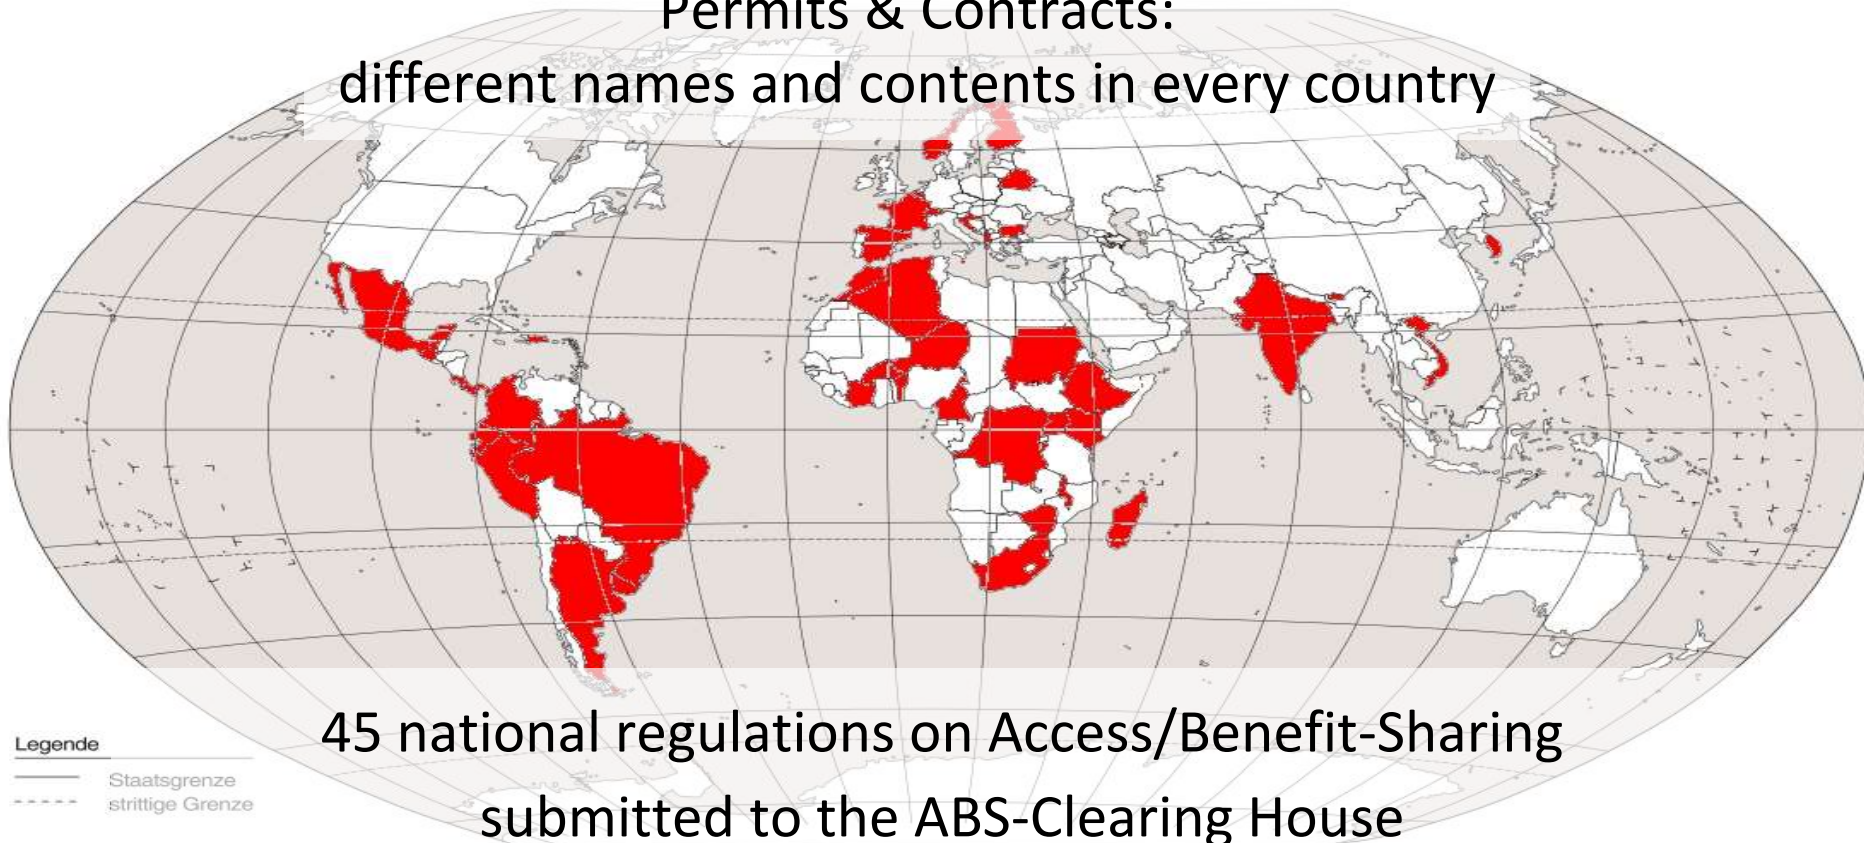 Permits & Contracts:
different names and contents in every country
45 national regulations on Access/Benefit-Sharing
submitted to the ABS-Clearing House
Legende
Staatsgrenze
strittige Grenze